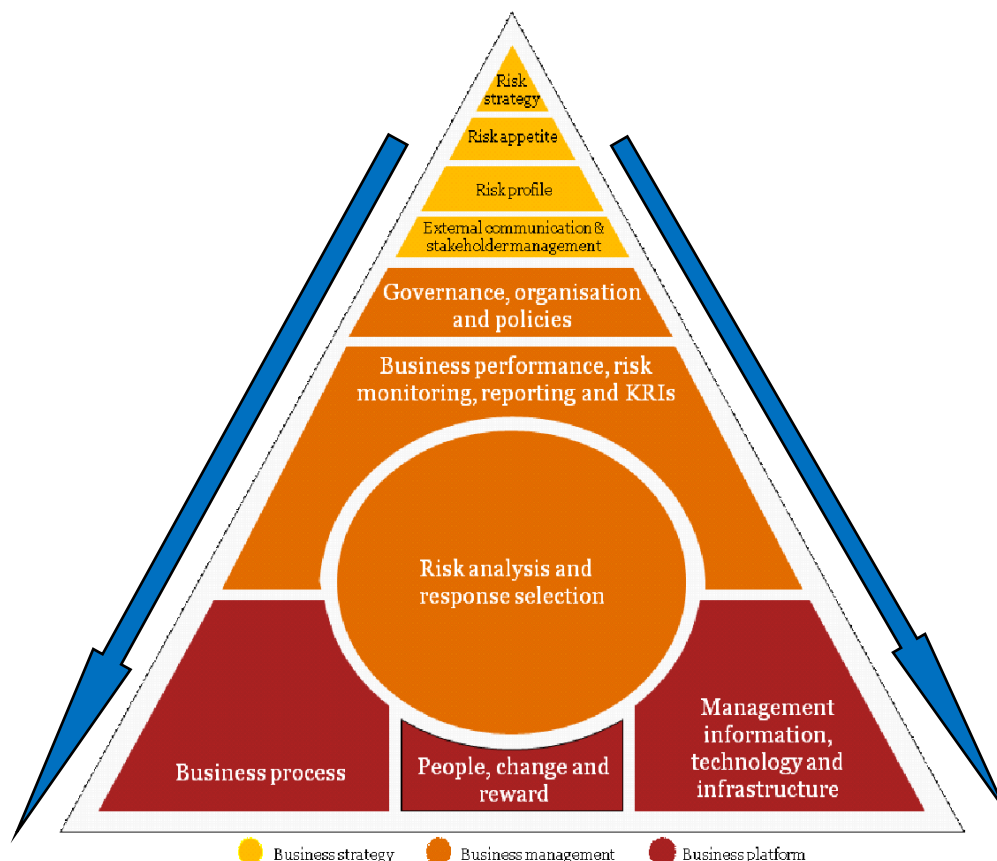 Risk
strategy
Risk appetite
Risk profile
External communication &
stakeholder management
Governance, organisation
and policies
Business performance, risk
monitoring, reporting and KRIs
Risk analysis and
response selection
Business process
People, change and
reward
Management
information,
technology and
infrastructure
Business strategy
Business management
Business platform